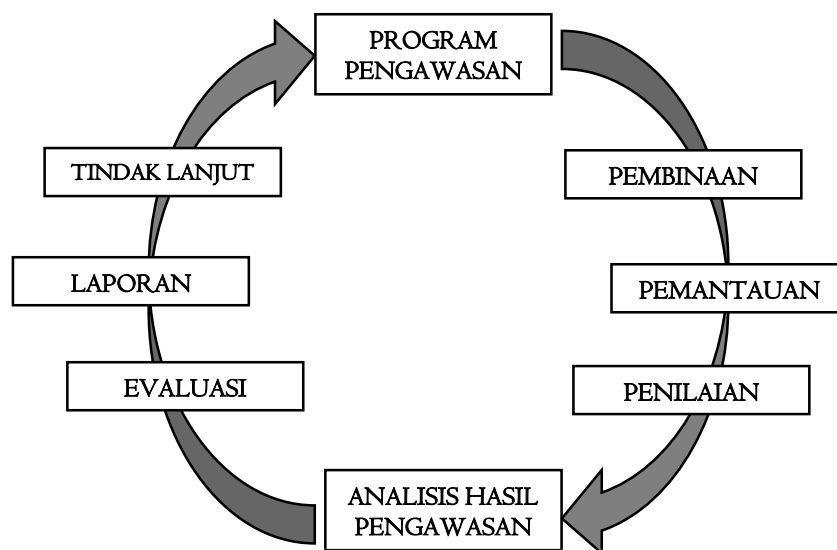 PROGRAM
PENGAWASAN
PEMBINAAN
PEMANTAUAN
PENILAIAN
ANALISIS HASIL
PENGAWASAN
EVALUASI
LAPORAN
TINDAK LANJUT